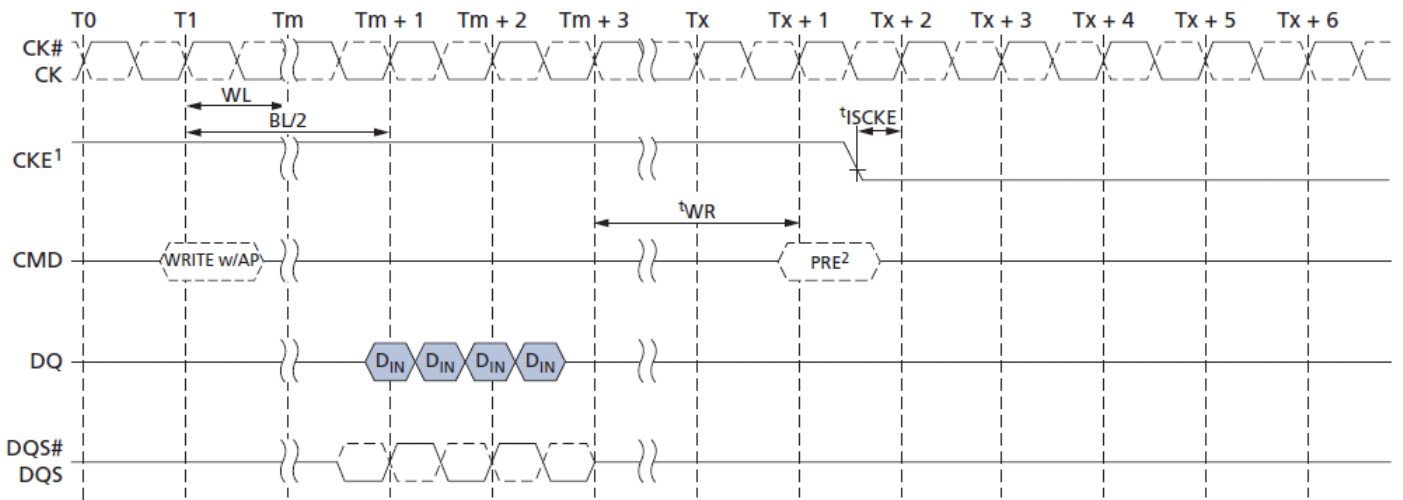 T0 T1 Tm Tm + 1 Tm + 2 Tm + 3 Tx Tx + 1 Tx + 2 Tx + 3 Tx + 4 Tx + 5 Tx + 6
CK#
CK
WL
BL/2
tISCKE
CKE1
tWR
CMD WRITE w/AP PRE2
DQ DIN DIN DIN DIN
DQS#
DQS